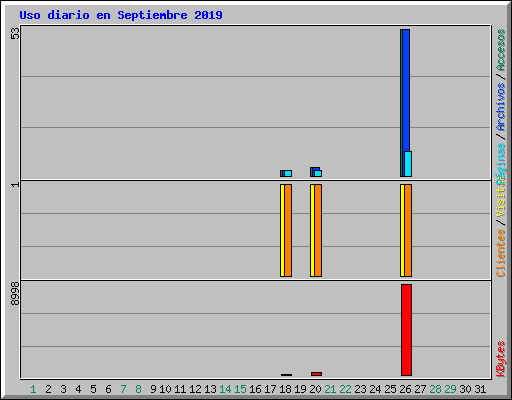 Uso diario en Septiembre 2019
53
1
8998
Accesos / Archivos / Páginas
Visitas / Clientes
KBytes
1 2 3 4 5 6 7 8 9 10 11 12 13 14 15 16 17 18 19 20 21 22 23 24 25 26 27 28 29 30 31